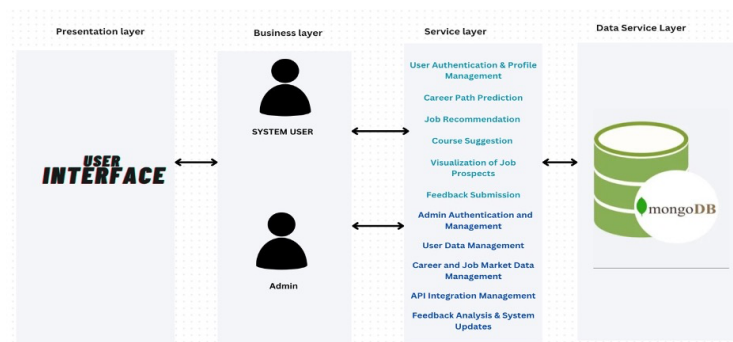 Presentation layer
Business layer
Service layer
Data Service Layer
USER
INTERFACE
SYSTEM USER
Admin
User Authentication & Profile
Management
Career Path Prediction
Job Recommendation
Course Suggestion
Visualization of Job
Prospects
Feedback Submission
Admin Authentication and
Management
User Data Management
Career and Job Market Data
Management
API Integration Management
Feedback Analysis & System
Updates
mongoDB